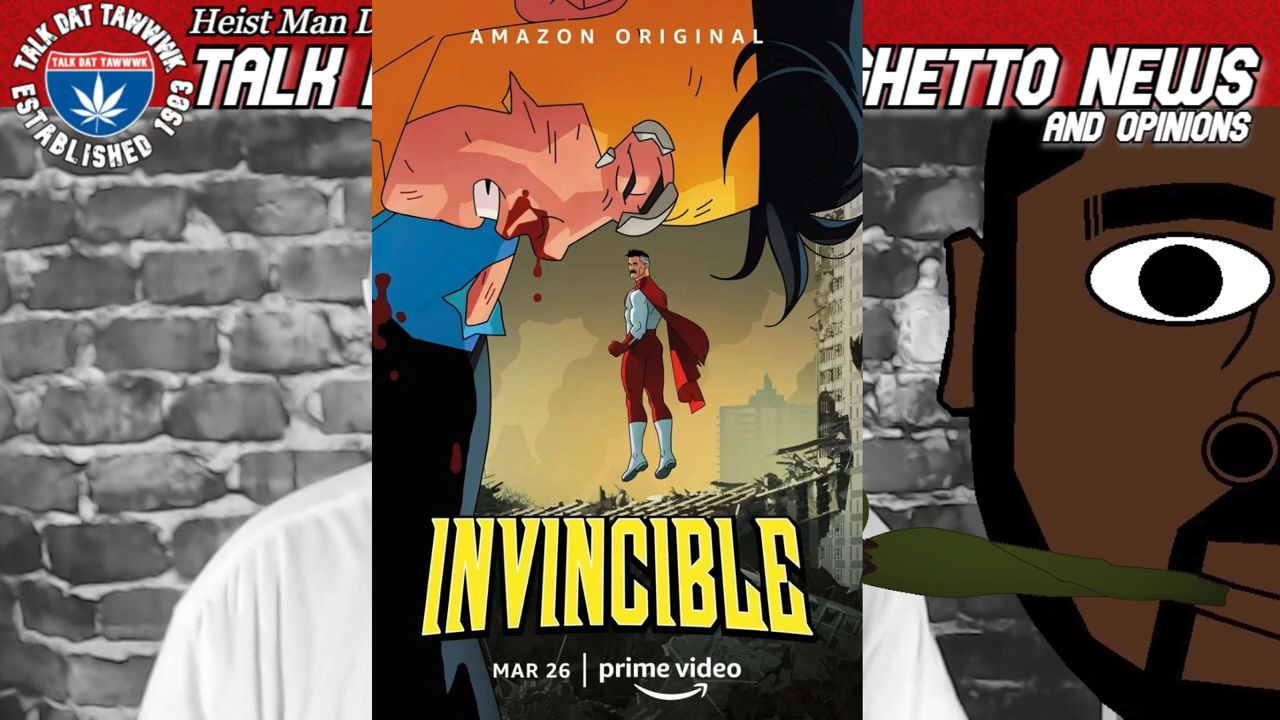 TALK DAT TAWWWK
TALK DAT TAWWWK
ESTABLISHED 1983
Heist Man D
TALK
GHETTO NEWS
AND OPINIONS
AMAZON ORIGINAL
INVINCIBLE
MAR 26 | prime video